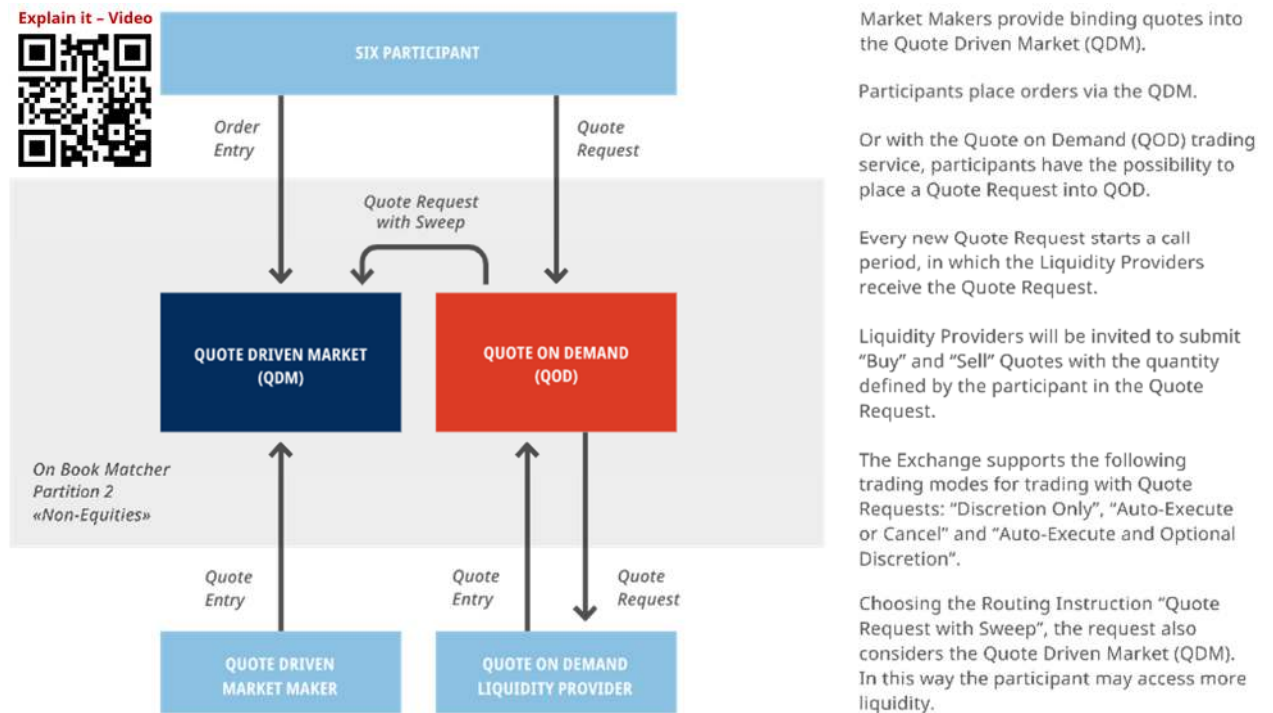 Explain it – Video
SIX PARTICIPANT
Order
Entry
Quote
Request
Quote Request
with Sweep
QUOTE DRIVEN MARKET
(QDM)
QUOTE ON DEMAND
(QOD)
On Book Matcher
Partition 2
«Non-Equities»
Quote
Entry
Quote
Entry
Quote
Request
QUOTE DRIVEN
MARKET MAKER
QUOTE ON DEMAND
LIQUIDITY PROVIDER
Market Makers provide binding quotes into
the Quote Driven Market (QDM).
Participants place orders via the QDM.
Or with the Quote on Demand (QOD) trading
service, participants have the possibility to
place a Quote Request into QOD.
Every new Quote Request starts a call
period, in which the Liquidity Providers
receive the Quote Request.
Liquidity Providers will be invited to submit
“Buy” and “Sell” Quotes with the quantity
defined by the participant in the Quote
Request.
The Exchange supports the following
trading modes for trading with Quote
Requests: “Discretion Only”, “Auto-Execute
or Cancel” and “Auto-Execute and Optional
Discretion”.
Choosing the Routing Instruction “Quote
Request with Sweep”, the request also
considers the Quote Driven Market (QDM).
In this way the participant may access more
liquidity.